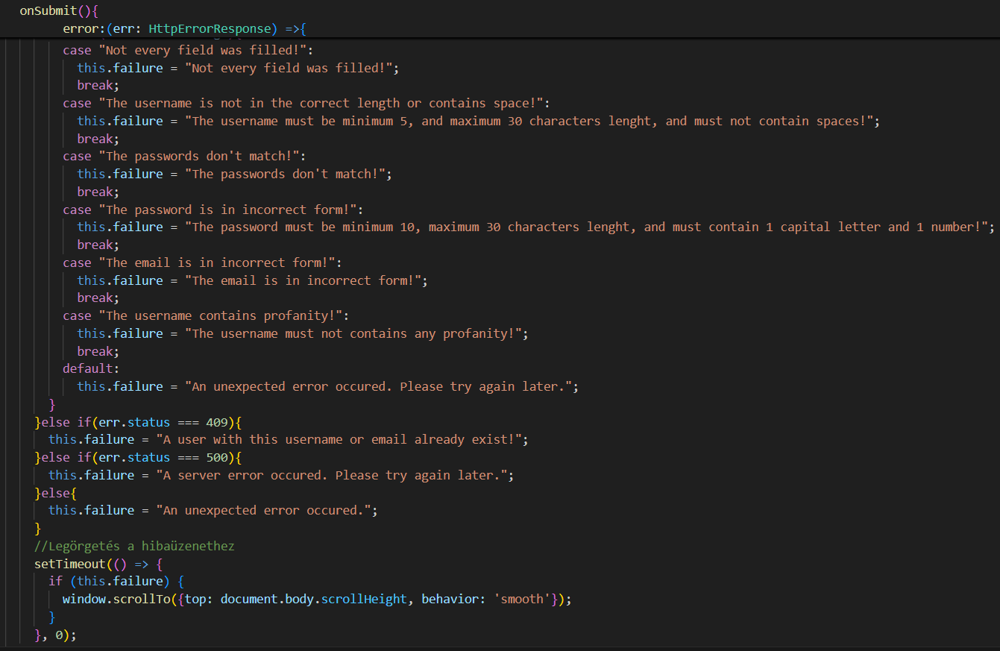 onSubmit(){
error:(err: HttpErrorResponse) =>{
case "Not every field was filled!":
this.failure = "Not every field was filled!";
break;
case "The username is not in the correct length or contains space!":
this.failure = "The username must be minimum 5, and maximum 30 characters lenght, and must not contain spaces!";
break;
case "The passwords don't match!":
this.failure = "The passwords don't match!";
break;
case "The password is in incorrect form!":
this.failure = "The password must be minimum 10, maximum 30 characters lenght, and must contain 1 capital letter and 1 number!";
break;
case "The email is in incorrect form!":
this.failure = "The email is in incorrect form!";
break;
case "The username contains profanity!":
this.failure = "The username must not contains any profanity!";
break;
default:
this.failure = "An unexpected error occured. Please try again later.";
}
}else if(err.status === 409){
this.failure = "A user with this username or email already exist!";
}else if(err.status === 500){
this.failure = "A server error occured. Please try again later.";
}else{
this.failure = "An unexpected error occured.";
}
//Legörgetés a hibaüzenethez
setTimeout(() => {
if (this.failure) {
window.scrollTo({top: document.body.scrollHeight, behavior: 'smooth'});
}
}, 0);